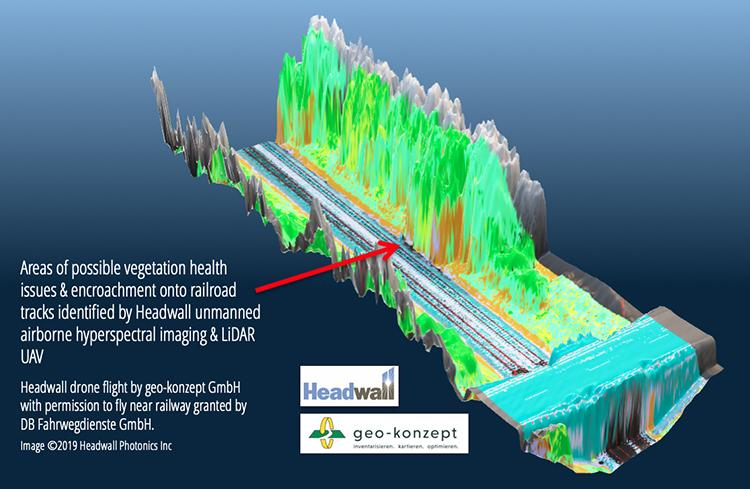 Areas of possible vegetation health
issues & encroachment onto railroad
tracks identified by Headwall unmanned
airborne hyperspectral imaging & LiDAR
UAV
Headwall drone flight by geo-konzept GmbH
with permission to fly near railway granted by
DB Fahrwegdienste GmbH.
Image ©2019 Headwall Photonics Inc
Headwall
geo-konzept
inventarisieren. kartieren. optimieren.